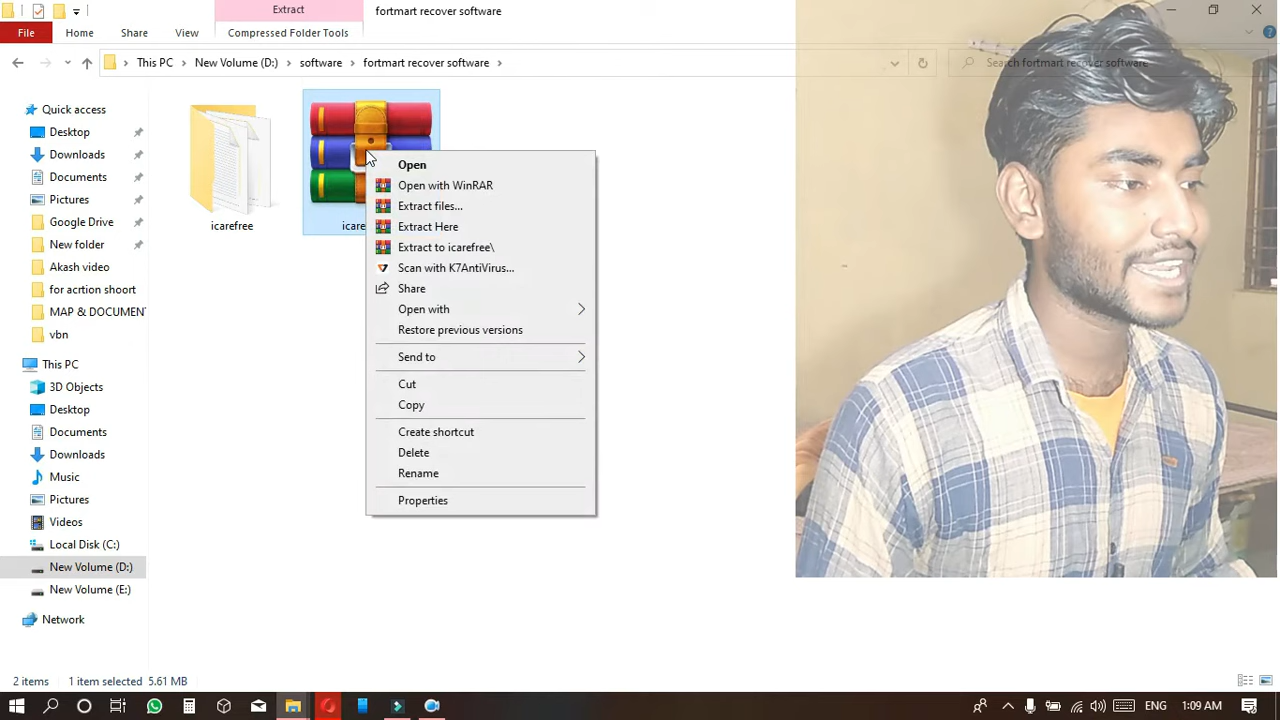 Extract
fortmart recover software
File
Home
Share
View
Compressed Folder Tools
This PC
New Volume (D:)
software
fortmart recover software
Search fortmart recover software
Quick access
Desktop
Downloads
Documents
Pictures
Google Drive
New folder
Akash video
for acrtion shoort
MAP & DOCUMEN
vbn
This PC
3D Objects
Desktop
Documents
Downloads
Music
Pictures
Videos
Local Disk (C:)
New Volume (D:)
New Volume (E:)
Network
icarefree
icare
Open
Open with WinRAR
Extract files...
Extract Here
Extract to icarefree\
Scan with K7AntiVirus...
Share
Open with
Restore previous versions
Send to
Cut
Copy
Create shortcut
Delete
Rename
Properties
2 items
1 item selected 5.61 MB
ENG
1:09 AM